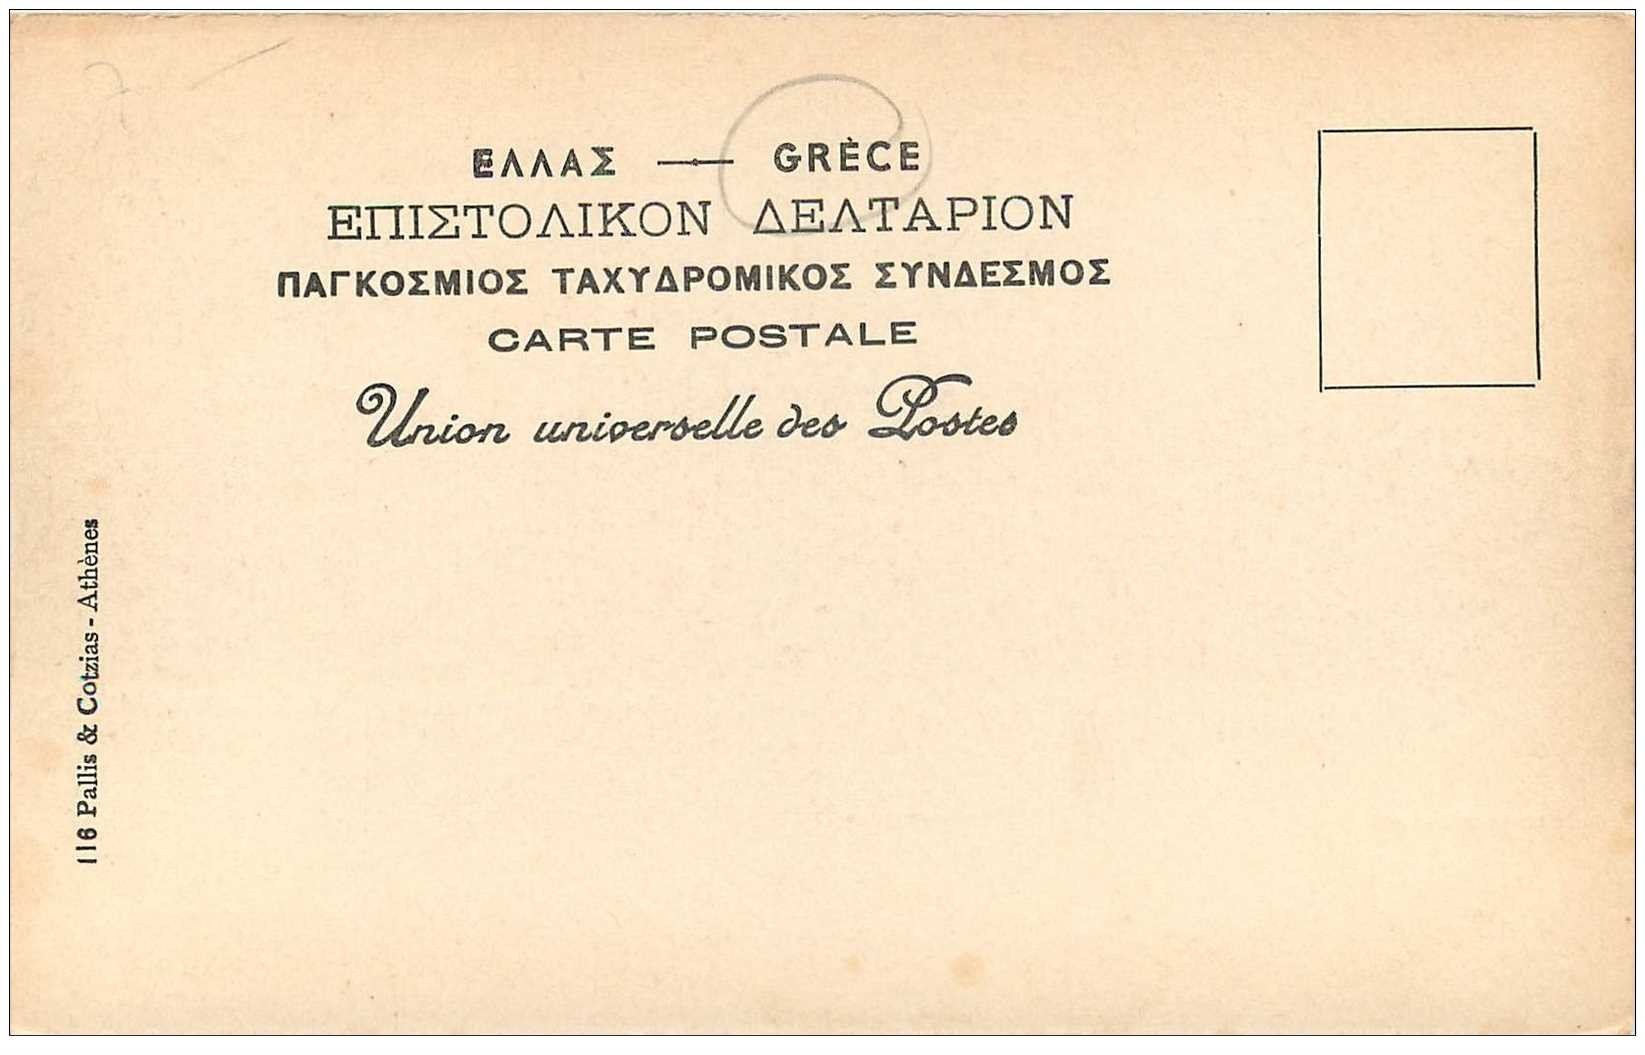 ΕΛΛΑΣ — GRÈCE
ΕΠΙΣΤΟΛΙΚΟΝ ΔΕΛΤΑΡΙΟΝ
ΠΑΓΚΟΣΜΙΟΣ ΤΑΧΥΔΡΟΜΙΚΟΣ ΣΥΝΔΕΣΜΟΣ
CARTE POSTALE
Union universelle des Postes
116 Pallis & Cotzias - Athènes